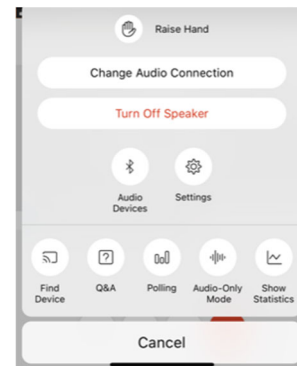 Raise Hand
Change Audio Connection
Turn Off Speaker
Audio
Devices
Settings
Find
Device
Q&A
Polling
Audio-Only
Mode
Show
Statistics
Cancel